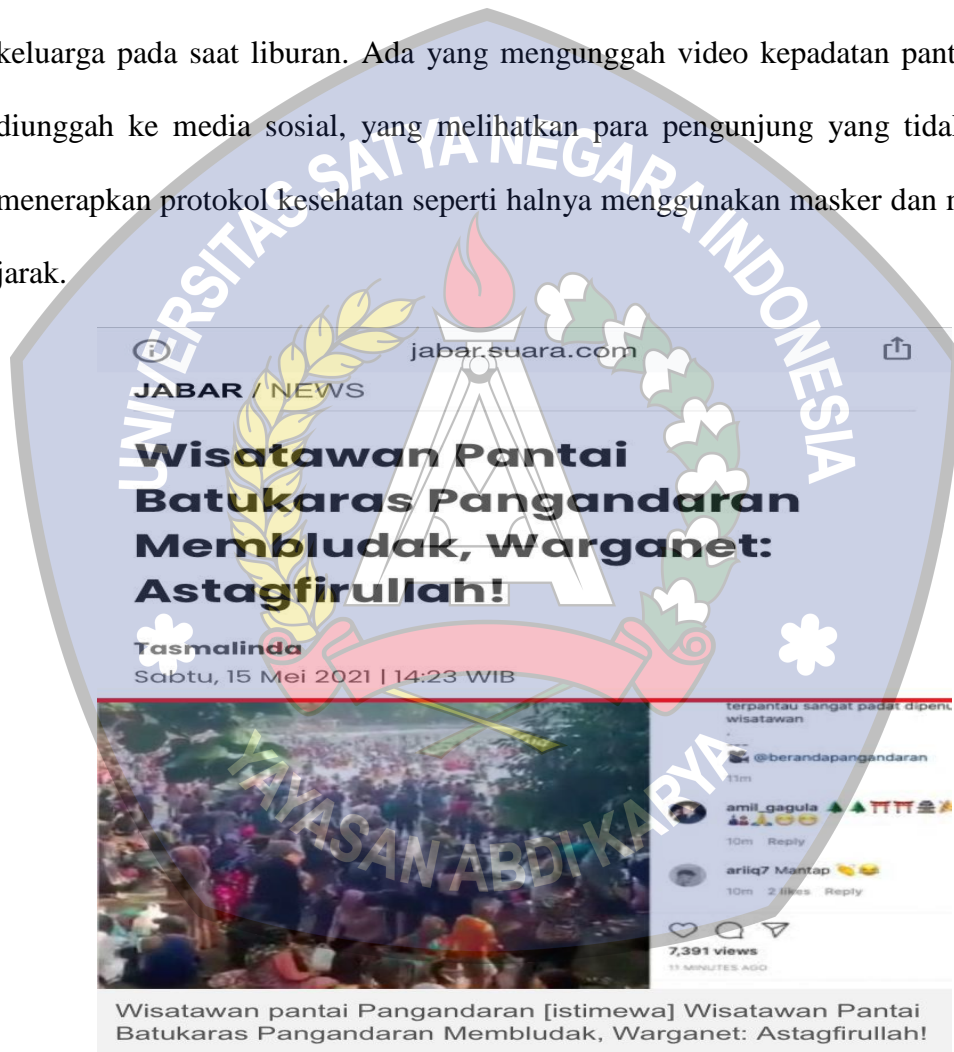 keluarga pada saat liburan. Ada yang mengunggah video kepadatan pant
diunggah ke media sosial, yang melihatkan para pengunjung yang tidal
menerapkan protokol kesehatan seperti halnya menggunakan masker dan
jarak.
UNIVERSITAS SATYA NEGARA INDONESIA
jabar.suara.com
JABAR / NEWS
Wisatawan Pantai
Batukaras Pangandaran
Membludak, Warganet:
Astagfirullah!
Tasmalinda
Sabtu, 15 Mei 2021 | 14:23 WIB
terpantau sangat padat dipenu
wisatawan
@berandapangandaran
11m
amil_gagula
10m Reply
ariiq7 Mantap 👏😂
10m 2 likes Reply
7,391 views
11 MINUTES AGO
YAYASAN ABDI KARYA
Wisatawan pantai Pangandaran [istimewa] Wisatawan Pantai
Batukaras Pangandaran Membludak, Warganet: Astagfirullah!